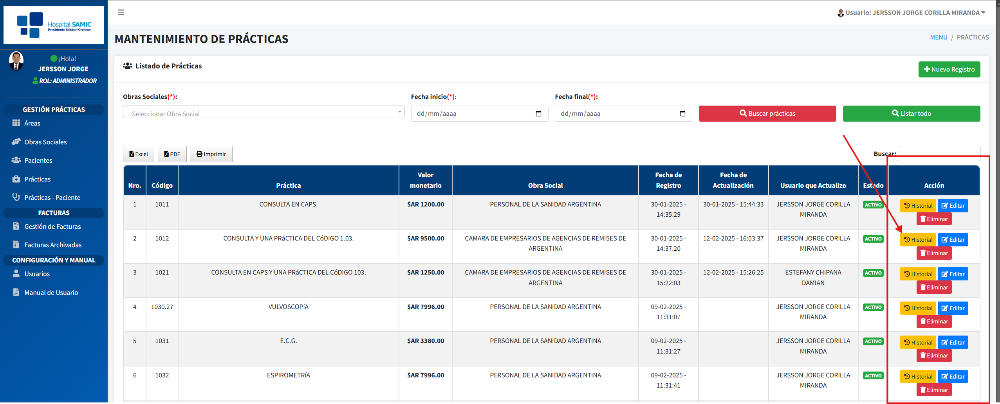 Hospital SAMIC
Presidente Néstor Kirchner
Usuario: JERSSON JORGE CORILLA MIRANDA
¡Hola!
JERSSON JORGE
ROL: ADMINISTRADOR
GESTIÓN PRÁCTICAS
Áreas
Obras Sociales
Pacientes
Prácticas
Prácticas - Paciente
FACTURAS
Gestión de Facturas
Facturas Archivadas
CONFIGURACIÓN Y MANUAL
Usuarios
Manual de Usuario
MANTENIMIENTO DE PRÁCTICAS
MENU / PRÁCTICAS
Listado de Prácticas
Nuevo Registro
Obras Sociales(*): Fecha inicio(*): Fecha final(*):
Seleccionar Obra Social dd/mm/aaaa dd/mm/aaaa Buscar prácticas Listar todo
Excel PDF Imprimir Buscar:
Nro. Código Práctica Valor monetario Obra Social Fecha de Registro Fecha de Actualización Usuario que Actualizo Estado Acción
1 1011 CONSULTA EN CAPS. $AR 1200.00 PERSONAL DE LA SANIDAD ARGENTINA 30-01-2025 - 14:35:29 30-01-2025 - 15:44:33 JERSSON JORGE CORILLA MIRANDA ACTIVO Historial Editar Eliminar
2 1012 CONSULTA Y UNA PRáCTICA DEL CóDIGO 1.03. $AR 9500.00 CAMARA DE EMPRESARIOS DE AGENCIAS DE REMISES DE ARGENTINA 30-01-2025 - 14:37:20 12-02-2025 - 16:03:37 JERSSON JORGE CORILLA MIRANDA ACTIVO Historial Editar Eliminar
3 1021 CONSULTA EN CAPS Y UNA PRáCTICA DEL CóDIGO 103. $AR 1250.00 CAMARA DE EMPRESARIOS DE AGENCIAS DE REMISES DE ARGENTINA 30-01-2025 - 15:22:03 12-02-2025 - 15:26:25 ESTEFANY CHIPANA DAMIAN ACTIVO Historial Editar Eliminar
4 1030.27 VULVOSCOPíA $AR 7996.00 PERSONAL DE LA SANIDAD ARGENTINA 09-02-2025 - 11:31:07 JERSSON JORGE CORILLA MIRANDA ACTIVO Historial Editar Eliminar
5 1031 E.C.G. $AR 3380.00 PERSONAL DE LA SANIDAD ARGENTINA 09-02-2025 - 11:31:27 JERSSON JORGE CORILLA MIRANDA ACTIVO Historial Editar Eliminar
6 1032 ESPIROMETRíA $AR 7996.00 PERSONAL DE LA SANIDAD ARGENTINA 09-02-2025 - 11:31:41 JERSSON JORGE CORILLA MIRANDA ACTIVO Historial Editar Eliminar